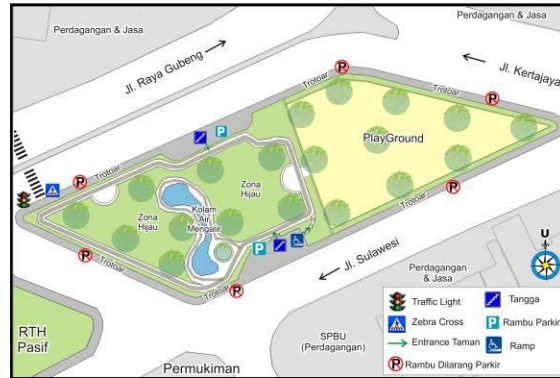 Perdagangan & Jasa
Perdagangan & Jasa
Jl. Raya Gubeng
Jl. Kertajaya
Trotoar
P
Trotoar
P
PlayGround
P
Trotoar
P
Trotoar
P
Zona
Hijau
Kolam
Air
Mengalir
Zona
Hijau
P
Trotoar
P
Trotoar
P
Trotoar
Jl. Sulawesi
U
Perdagangan
& Jasa
RTH
Pasif
Permukiman
SPBU
(Perdagangan)
Traffic Light
Tangga
Zebra Cross
P Rambu Parkir
Entrance Taman
Ramp
P Rambu Dilarang Parkir